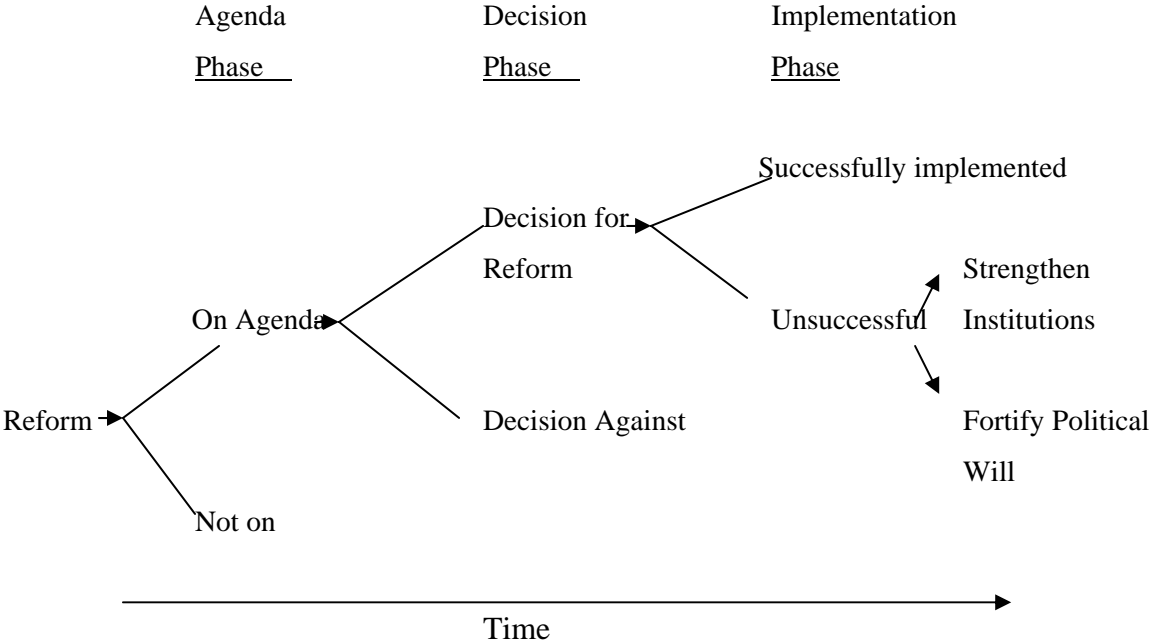 Agenda Decision Implementation
Phase Phase Phase
Successfully implemented
Decision for
Reform Strengthen
On Agenda Unsuccessful Institutions
Reform Decision Against Fortify Political
Will
Not on
Time